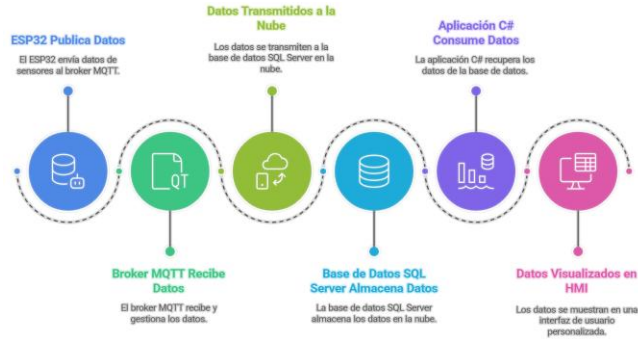 ESP32 Publica Datos
El ESP32 envía datos de
sensores al broker MQTT.
QT
Broker MQTT Recibe
Datos
El broker MQTT recibe y
gestiona los datos.
Datos Transmitidos a la
Nube
Los datos se transmiten a la
base de datos SQL Server en la
nube.
Base de Datos SQL
Server Almacena Datos
La base de datos SQL Server
almacena los datos en la nube.
Aplicación C#
Consume Datos
La aplicación C# recupera los
datos de la base de datos.
Datos Visualizados en
HMI
Los datos se muestran en una
interfaz de usuario
personalizada.